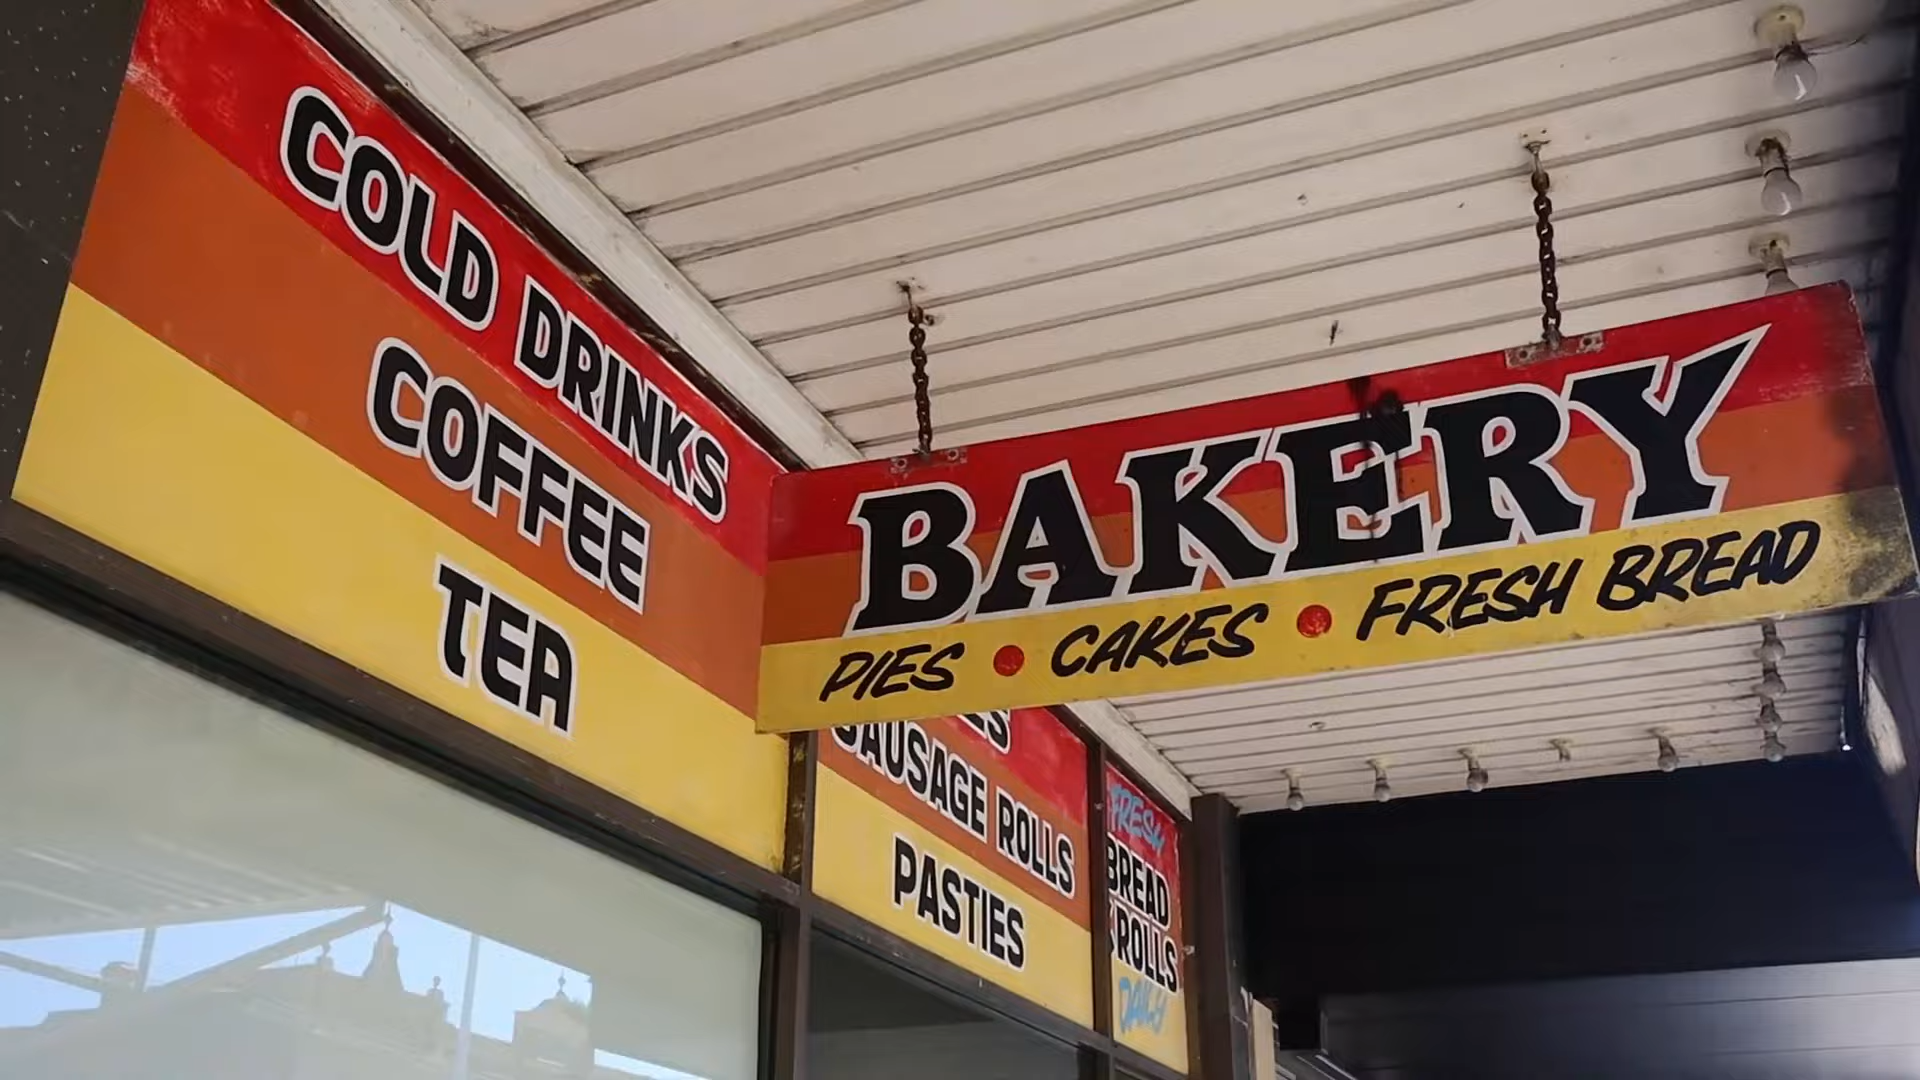 COLD DRINKS
COFFEE
TEA
BAKERY
PIES • CAKES • FRESH BREAD
SAUSAGE ROLLS
PASTIES
FRESH
BREAD
& ROLLS
DAILY